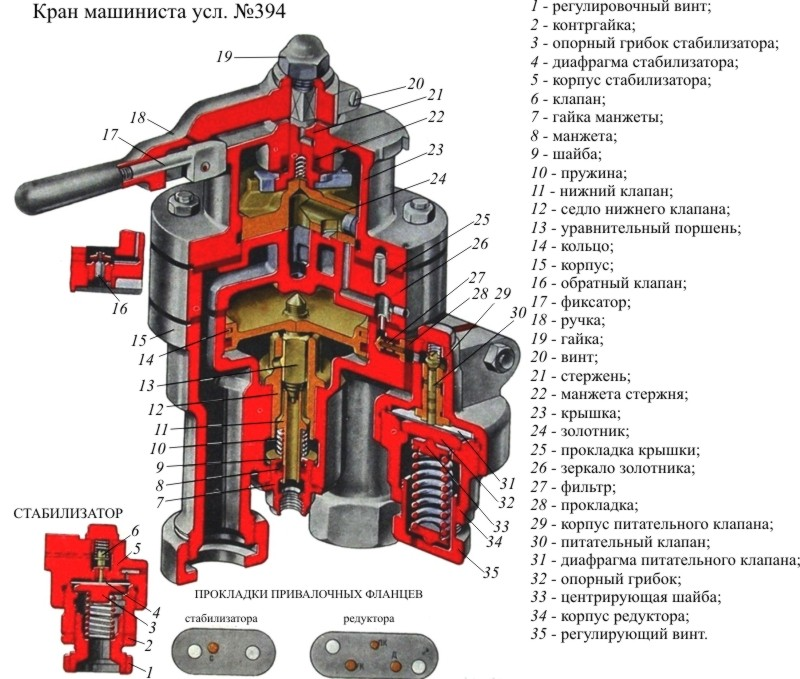 Кран машиниста усл. №394
1 - регулировочный винт;
2 - контргайка;
3 - опорный грибок стабилизатора;
4 - диафрагма стабилизатора;
5 - корпус стабилизатора;
6 - клапан;
7 - гайка манжеты;
8 - манжета;
9 - шайба;
10 - пружина;
11 - нижний клапан;
12 - седло нижнего клапана;
13 - уравнительный поршень;
14 - кольцо;
15 - корпус;
16 - обратный клапан;
17 - фиксатор;
18 - ручка;
19 - гайка;
20 - винт;
21 - стержень;
22 - манжета стержня;
23 - крышка;
24 - золотник;
25 - прокладка крышки;
26 - зеркало золотника;
27 - фильтр;
28 - прокладка;
29 - корпус питательного клапана;
30 - питательный клапан;
31 - диафрагма питательного клапана;
32 - опорный грибок;
33 - центрирующая шайба;
34 - корпус редуктора;
35 - регулирующий винт.
19
20
21
22
18
17
23
24
25
26
27
28
29
30
16
15
14
13
12
11
10
9
8
7
31
32
33
34
35
СТАБИЛИЗАТОР
6
5
4
3
2
1
ПРОКЛАДКИ ПРИВАЛОЧНЫХ ФЛАНЦЕВ
стабилизатора
редуктора